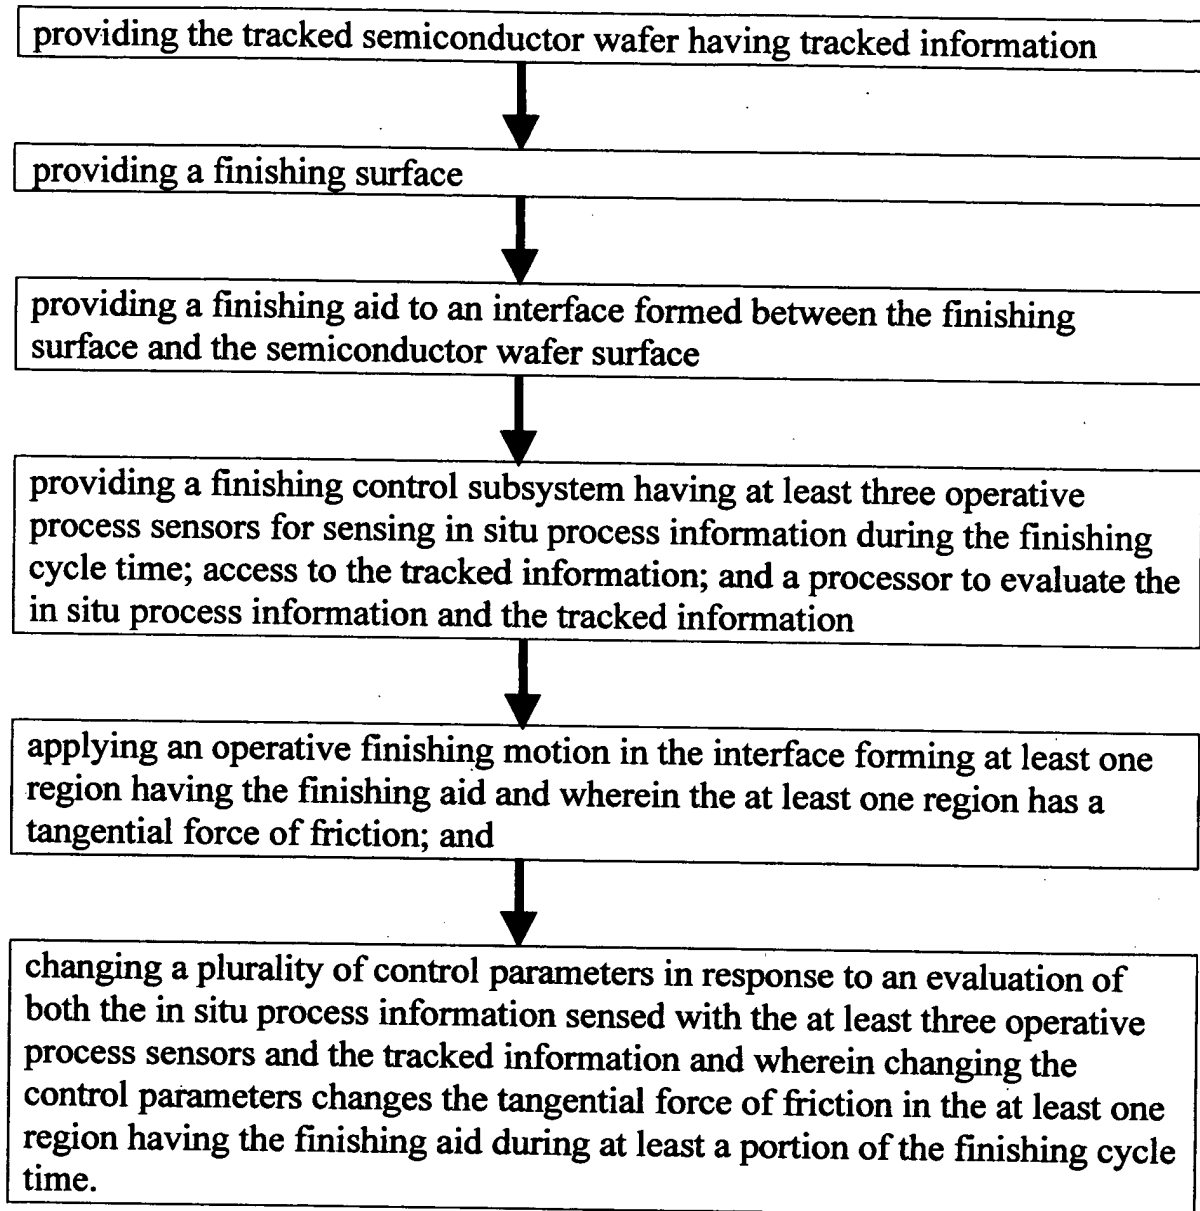 providing the tracked semiconductor wafer having tracked information
providing a finishing surface
providing a finishing aid to an interface formed between the finishing
surface and the semiconductor wafer surface
providing a finishing control subsystem having at least three operative
process sensors for sensing in situ process information during the finishing
cycle time; access to the tracked information; and a processor to evaluate the
in situ process information and the tracked information
applying an operative finishing motion in the interface forming at least one
region having the finishing aid and wherein the at least one region has a
tangential force of friction; and
changing a plurality of control parameters in response to an evaluation of
both the in situ process information sensed with the at least three operative
process sensors and the tracked information and wherein changing the
control parameters changes the tangential force of friction in the at least one
region having the finishing aid during at least a portion of the finishing cycle
time.